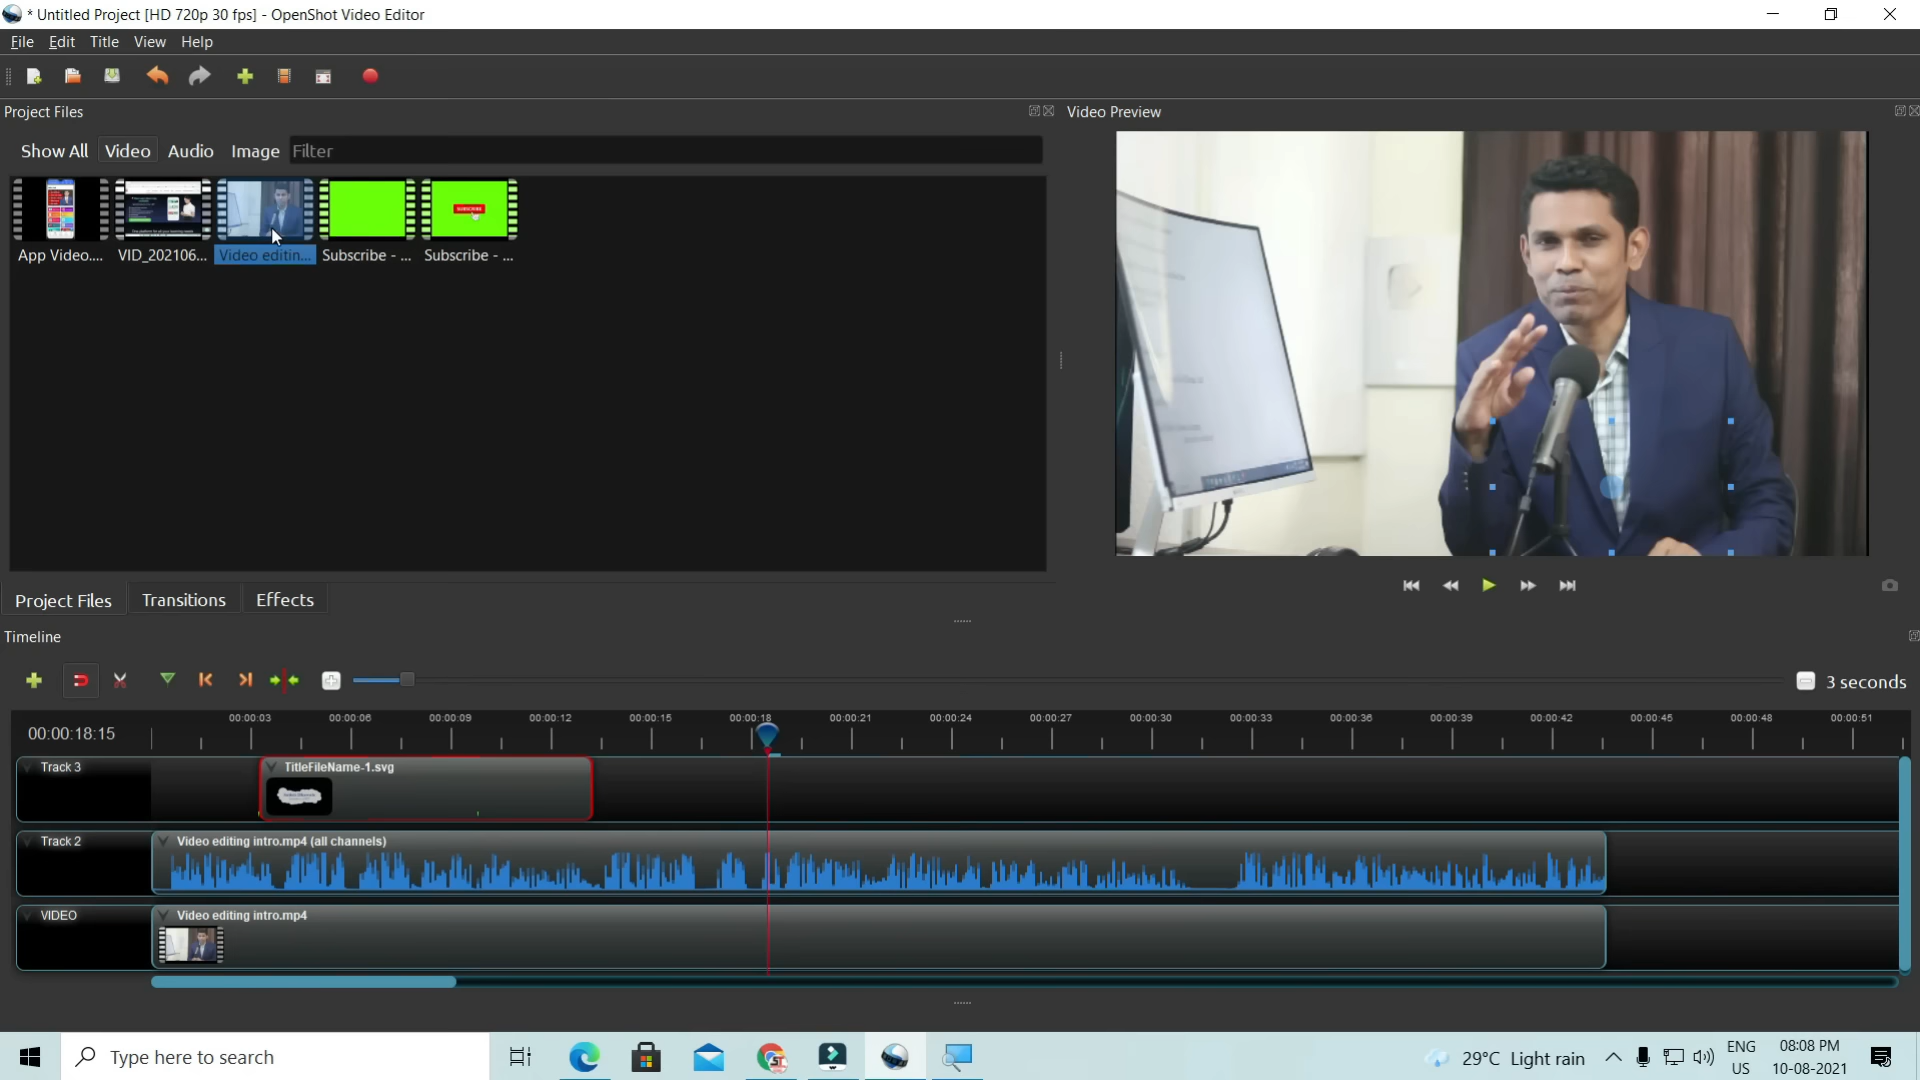 * Untitled Project [HD 720p 30 fps] - OpenShot Video Editor
File Edit Title View Help
Project Files
Video Preview
Show All Video Audio Image Filter
SUBSCRIBE
App Video.... VID_202106... Video editin... Subscribe - ... Subscribe - ...
Project Files Transitions Effects
Timeline
3 seconds
00:00:18:15
00:00:03 00:00:06 00:00:09 00:00:12 00:00:15 00:00:18 00:00:21 00:00:24 00:00:27 00:00:30 00:00:33 00:00:36 00:00:39 00:00:42 00:00:45 00:00:48 00:00:51
Track 3
TitleFileName-1.svg
Track 2
Video editing intro.mp4 (all channels)
VIDEO
Video editing intro.mp4
Type here to search
29°C Light rain
ENG
US
08:08 PM
10-08-2021